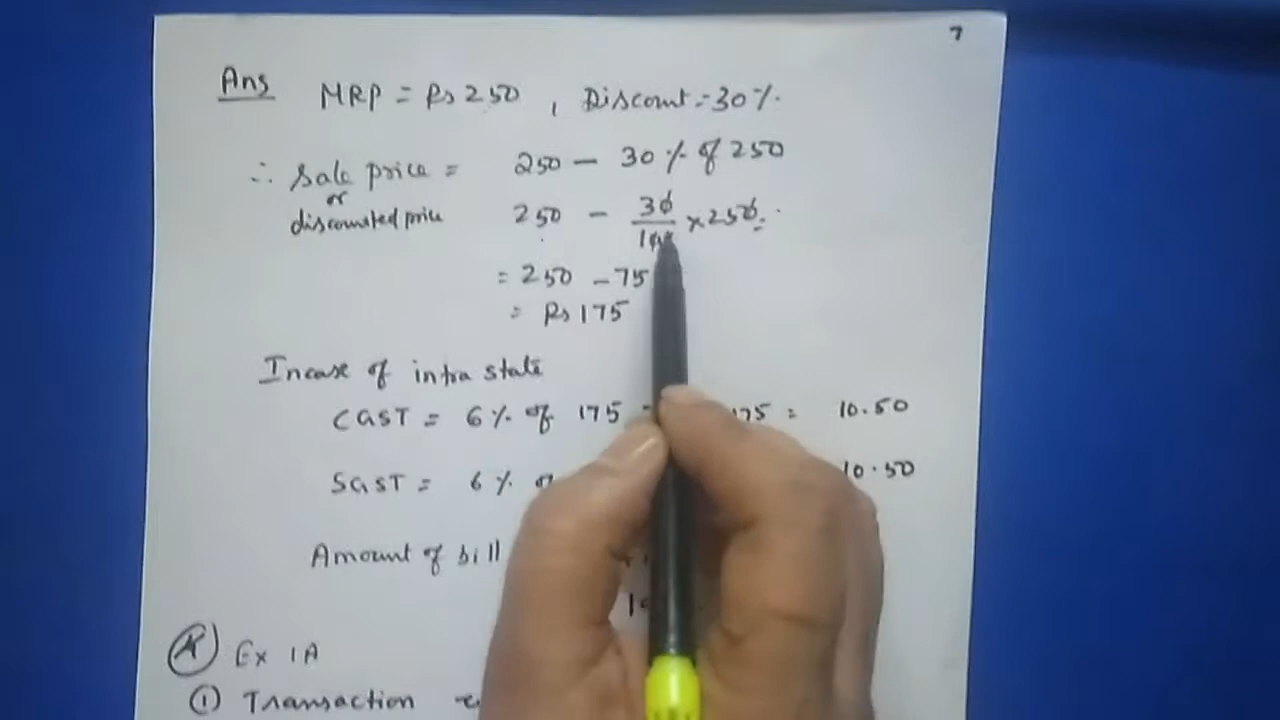 7
Ans MRP = Rs 250 , Discount = 30%.
∴ Sale price = 250 - 30% of 250
or
discounted price 250 - 30/100 × 250
= 250 - 75
= Rs 175
Incase of intra state
CGST = 6% of 175 175 = 10.50
SGST = 6% 10.50
Amount of bill
Ex 1A
① Transaction